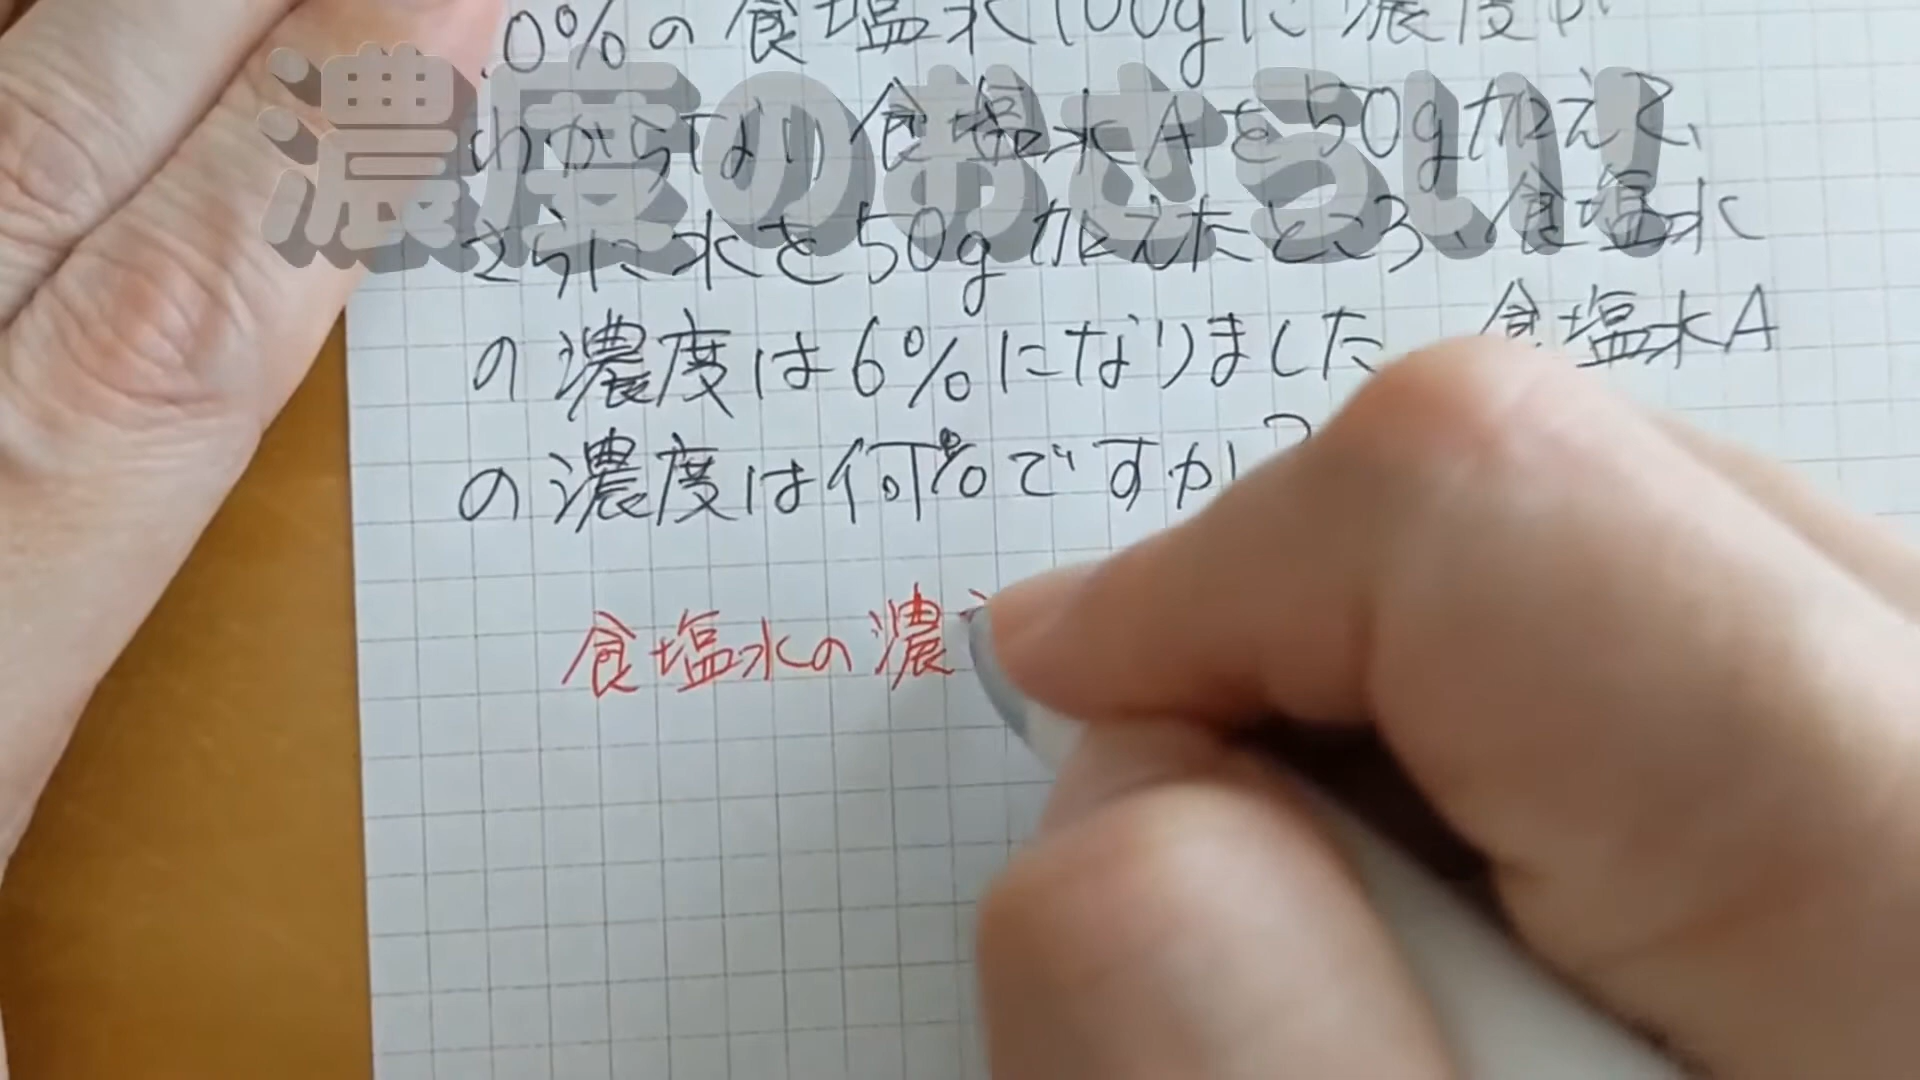 0%の食塩水100gに濃度が
濃度のおさらい!
わからない食塩水Aを50g加えて、
さらに水を50g加えたところ、食塩水
の濃度は6%になりました 食塩水A
の濃度は何%ですか?
食塩水の濃